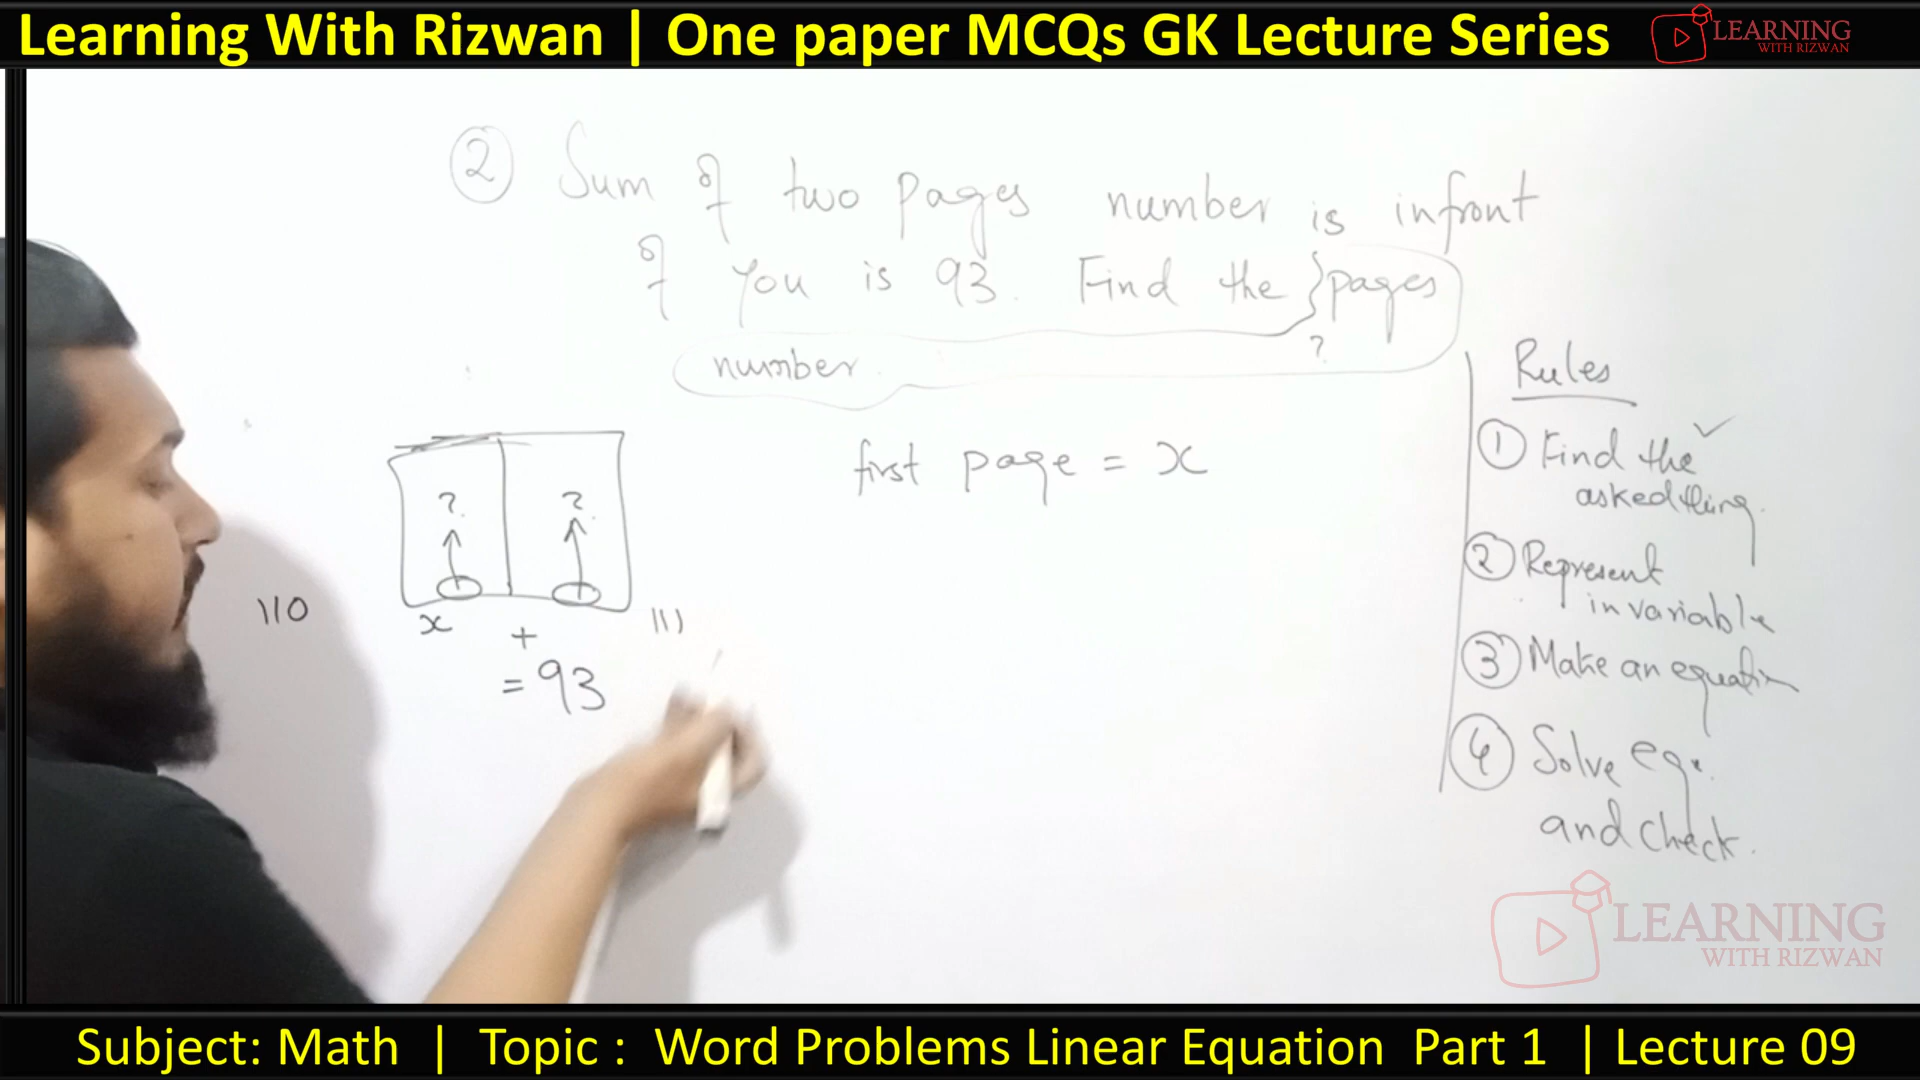 Learning With Rizwan | One paper MCQs GK Lecture Series
LEARNING
WITH RIZWAN
② Sum of two pages number is infront
of you is 93. Find the } pages
number. ?
first page = x
? ?
110
x + 111
= 93
Rules
① Find the ✓
asked thing.
② Represent
in variable
③ Make an equation
④ Solve eq.
and check.
LEARNING
WITH RIZWAN
Subject: Math | Topic : Word Problems Linear Equation Part 1 | Lecture 09